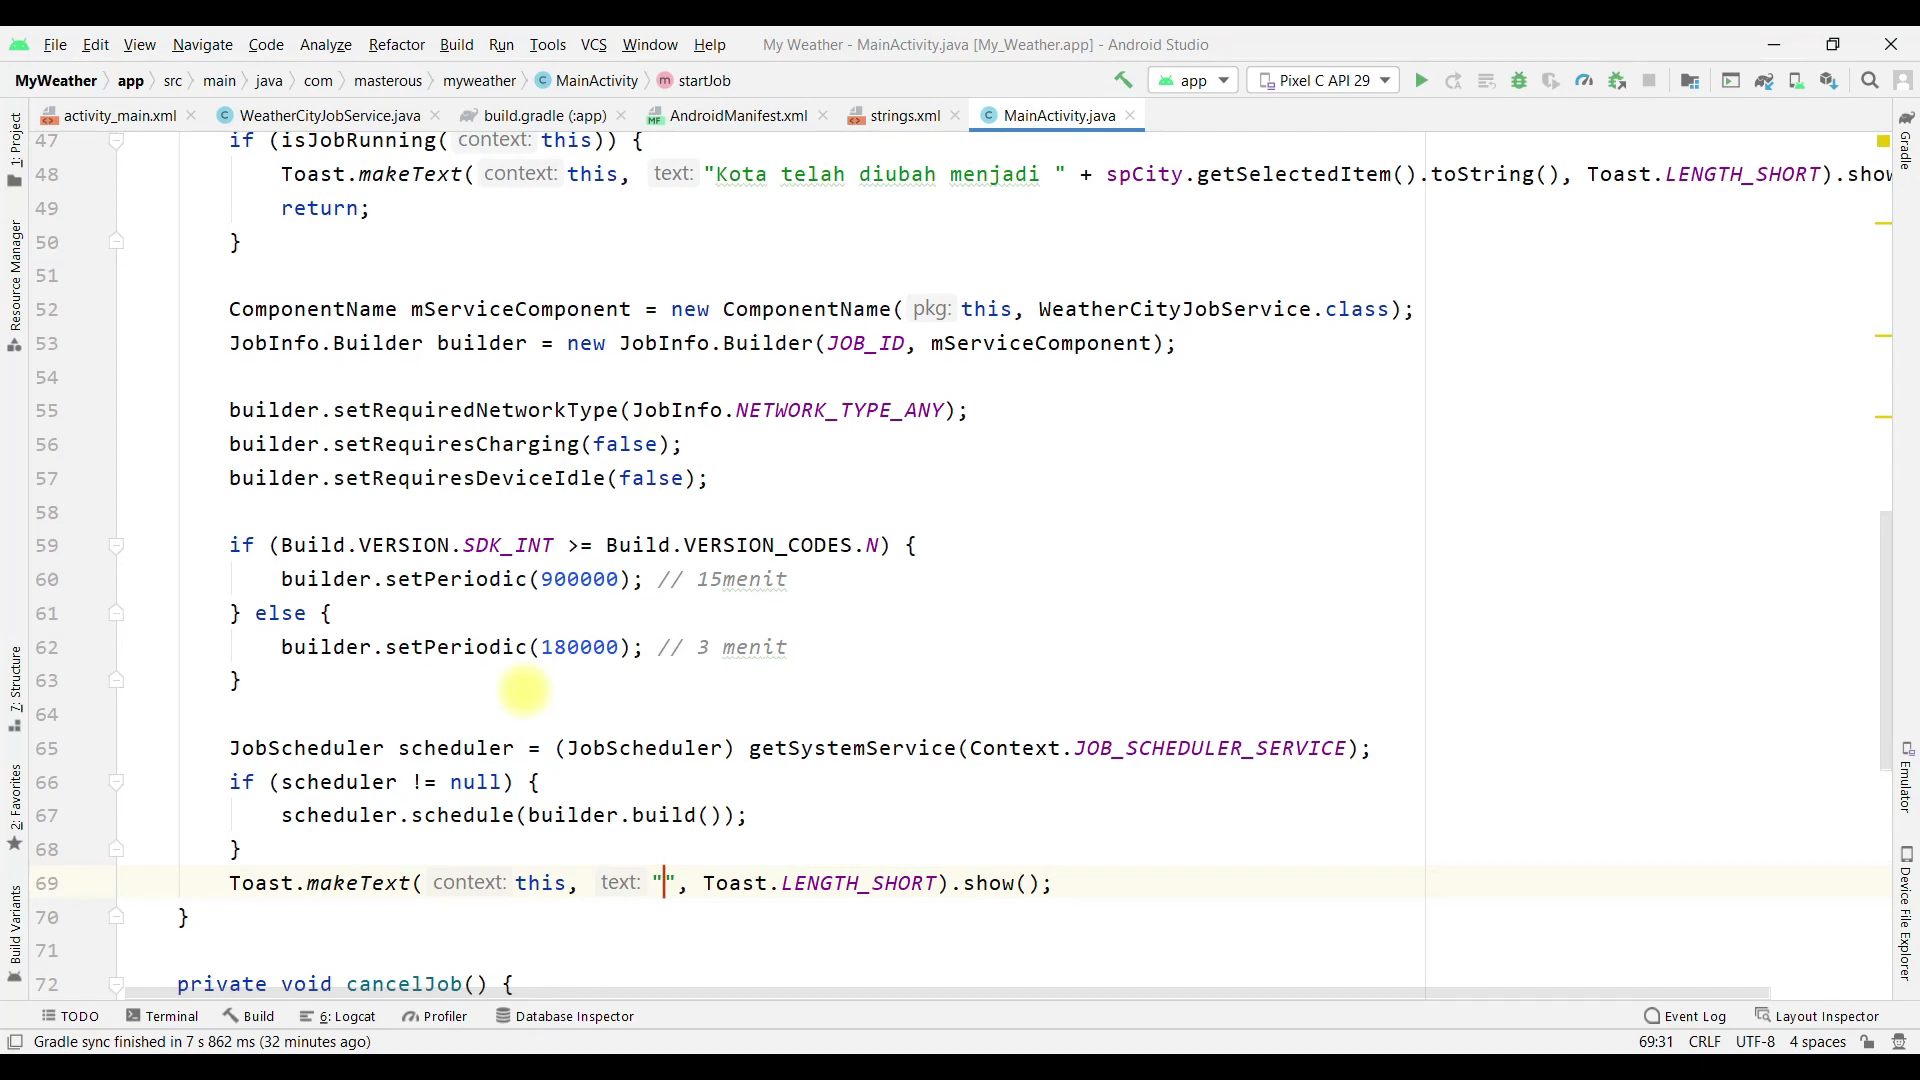 File Edit View Navigate Code Analyze Refactor Build Run Tools VCS Window Help My Weather - MainActivity.java [My_Weather.app] - Android Studio
MyWeather app src main java com masterous myweather MainActivity startJob app Pixel C API 29
activity_main.xml WeatherCityJobService.java build.gradle (:app) AndroidManifest.xml strings.xml MainActivity.java
1: Project
Resource Manager
7: Structure
2: Favorites
Build Variants
47 if (isJobRunning( context: this)) {
48 Toast.makeText( context: this, text: "Kota telah diubah menjadi " + spCity.getSelectedItem().toString(), Toast.LENGTH_SHORT).show
49 return;
50 }
51
52 ComponentName mServiceComponent = new ComponentName( pkg: this, WeatherCityJobService.class);
53 JobInfo.Builder builder = new JobInfo.Builder(JOB_ID, mServiceComponent);
54
55 builder.setRequiredNetworkType(JobInfo.NETWORK_TYPE_ANY);
56 builder.setRequiresCharging(false);
57 builder.setRequiresDeviceIdle(false);
58
59 if (Build.VERSION.SDK_INT >= Build.VERSION_CODES.N) {
60 builder.setPeriodic(900000); // 15menit
61 } else {
62 builder.setPeriodic(180000); // 3 menit
63 }
64
65 JobScheduler scheduler = (JobScheduler) getSystemService(Context.JOB_SCHEDULER_SERVICE);
66 if (scheduler != null) {
67 scheduler.schedule(builder.build());
68 }
69 Toast.makeText( context: this, text: "", Toast.LENGTH_SHORT).show();
70 }
71
72 private void cancelJob() {
Gradle
Emulator
Device File Explorer
TODO Terminal Build 6: Logcat Profiler Database Inspector Event Log Layout Inspector
Gradle sync finished in 7 s 862 ms (32 minutes ago) 69:31 CRLF UTF-8 4 spaces